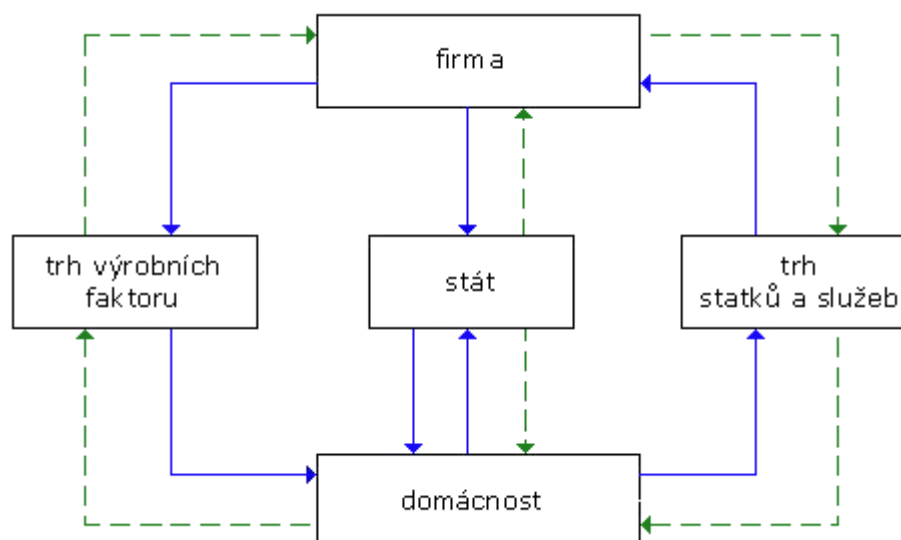 firma
trh výrobních
faktoru
stát
trh
statků a služeb
domácnost